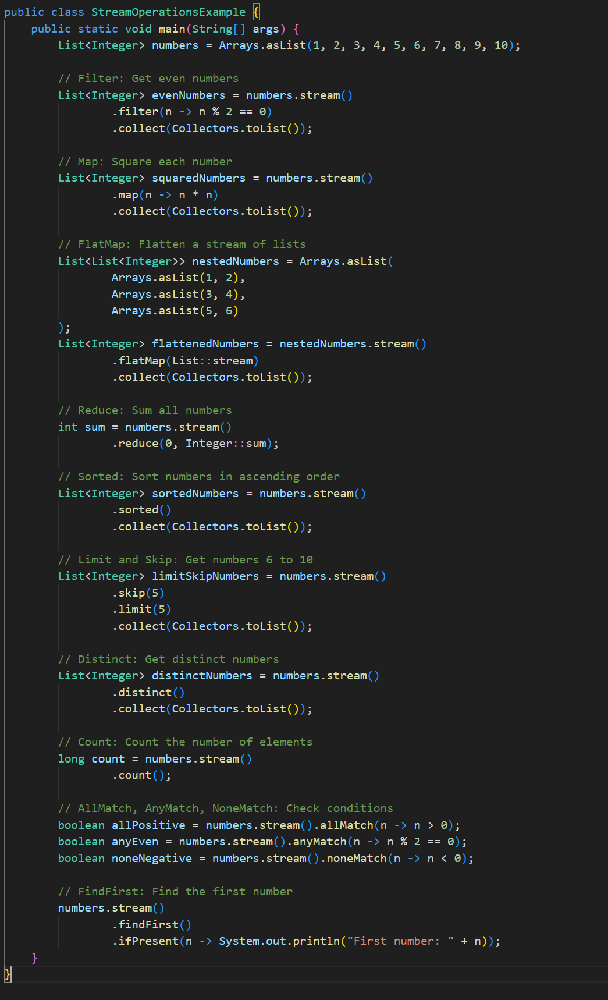 public class StreamOperationsExample {
    public static void main(String[] args) {
        List<Integer> numbers = Arrays.asList(1, 2, 3, 4, 5, 6, 7, 8, 9, 10);

        // Filter: Get even numbers
        List<Integer> evenNumbers = numbers.stream()
                .filter(n -> n % 2 == 0)
                .collect(Collectors.toList());

        // Map: Square each number
        List<Integer> squaredNumbers = numbers.stream()
                .map(n -> n * n)
                .collect(Collectors.toList());

        // FlatMap: Flatten a stream of lists
        List<List<Integer>> nestedNumbers = Arrays.asList(
                Arrays.asList(1, 2),
                Arrays.asList(3, 4),
                Arrays.asList(5, 6)
        );
        List<Integer> flattenedNumbers = nestedNumbers.stream()
                .flatMap(List::stream)
                .collect(Collectors.toList());

        // Reduce: Sum all numbers
        int sum = numbers.stream()
                .reduce(0, Integer::sum);

        // Sorted: Sort numbers in ascending order
        List<Integer> sortedNumbers = numbers.stream()
                .sorted()
                .collect(Collectors.toList());

        // Limit and Skip: Get numbers 6 to 10
        List<Integer> limitSkipNumbers = numbers.stream()
                .skip(5)
                .limit(5)
                .collect(Collectors.toList());

        // Distinct: Get distinct numbers
        List<Integer> distinctNumbers = numbers.stream()
                .distinct()
                .collect(Collectors.toList());

        // Count: Count the number of elements
        long count = numbers.stream()
                .count();

        // AllMatch, AnyMatch, NoneMatch: Check conditions
        boolean allPositive = numbers.stream().allMatch(n -> n > 0);
        boolean anyEven = numbers.stream().anyMatch(n -> n % 2 == 0);
        boolean noneNegative = numbers.stream().noneMatch(n -> n < 0);

        // FindFirst: Find the first number
        numbers.stream()
                .findFirst()
                .ifPresent(n -> System.out.println("First number: " + n));
    }
}